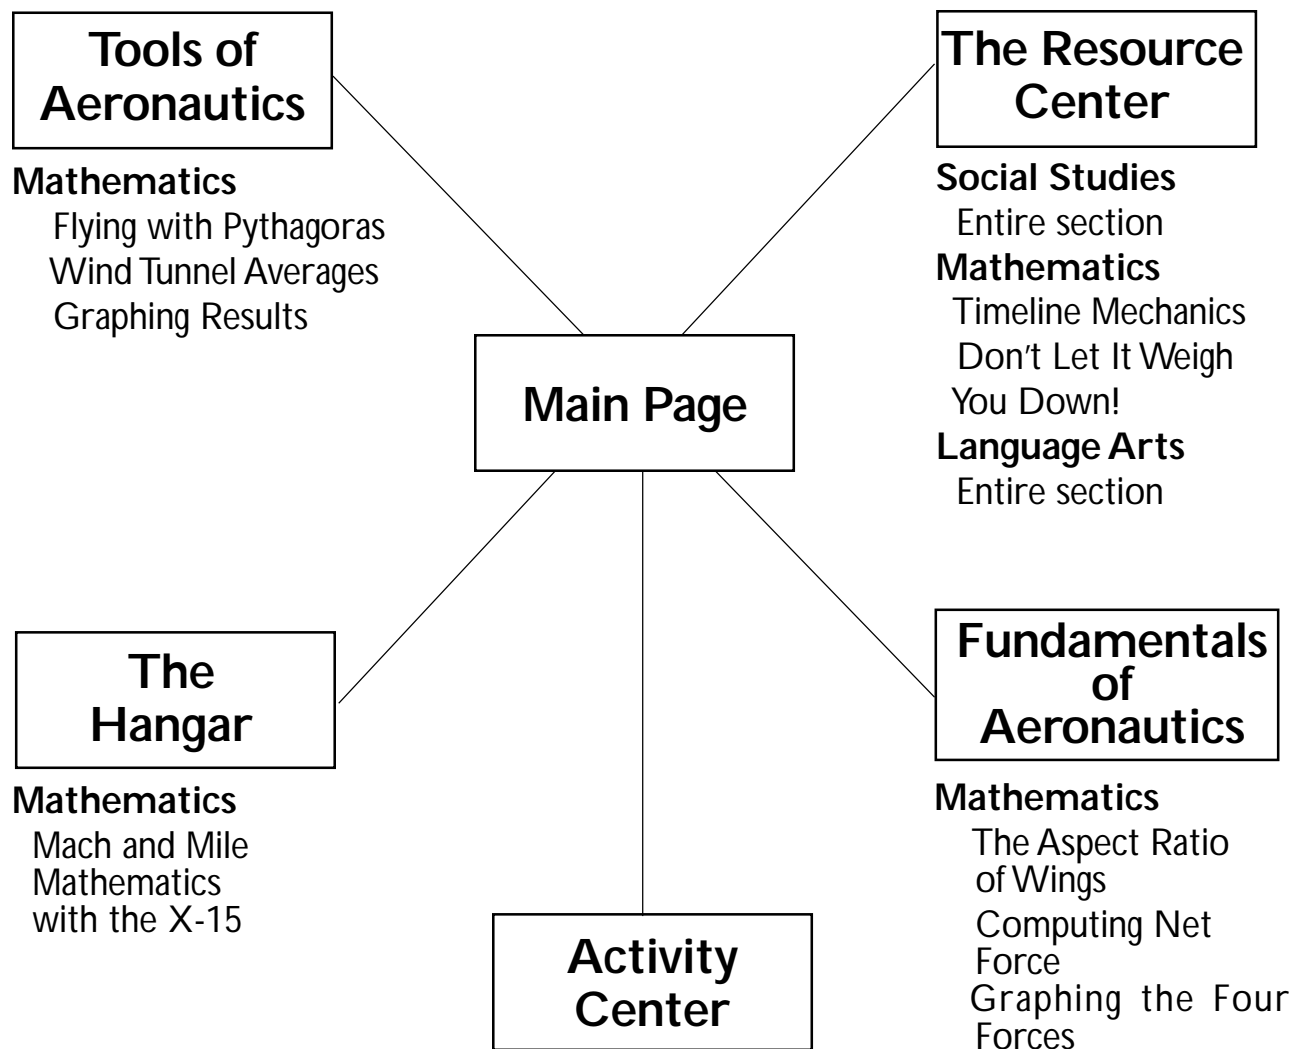 Tools of
Aeronautics
Mathematics
Flying with Pythagoras
Wind Tunnel Averages
Graphing Results
The Resource
Center
Social Studies
Entire section
Mathematics
Timeline Mechanics
Don't Let It Weigh
You Down!
Language Arts
Entire section
Main Page
The
Hangar
Mathematics
Mach and Mile
Mathematics
with the X-15
Activity
Center
Fundamentals
of
Aeronautics
Mathematics
The Aspect Ratio
of Wings
Computing Net
Force
Graphing the Four
Forces